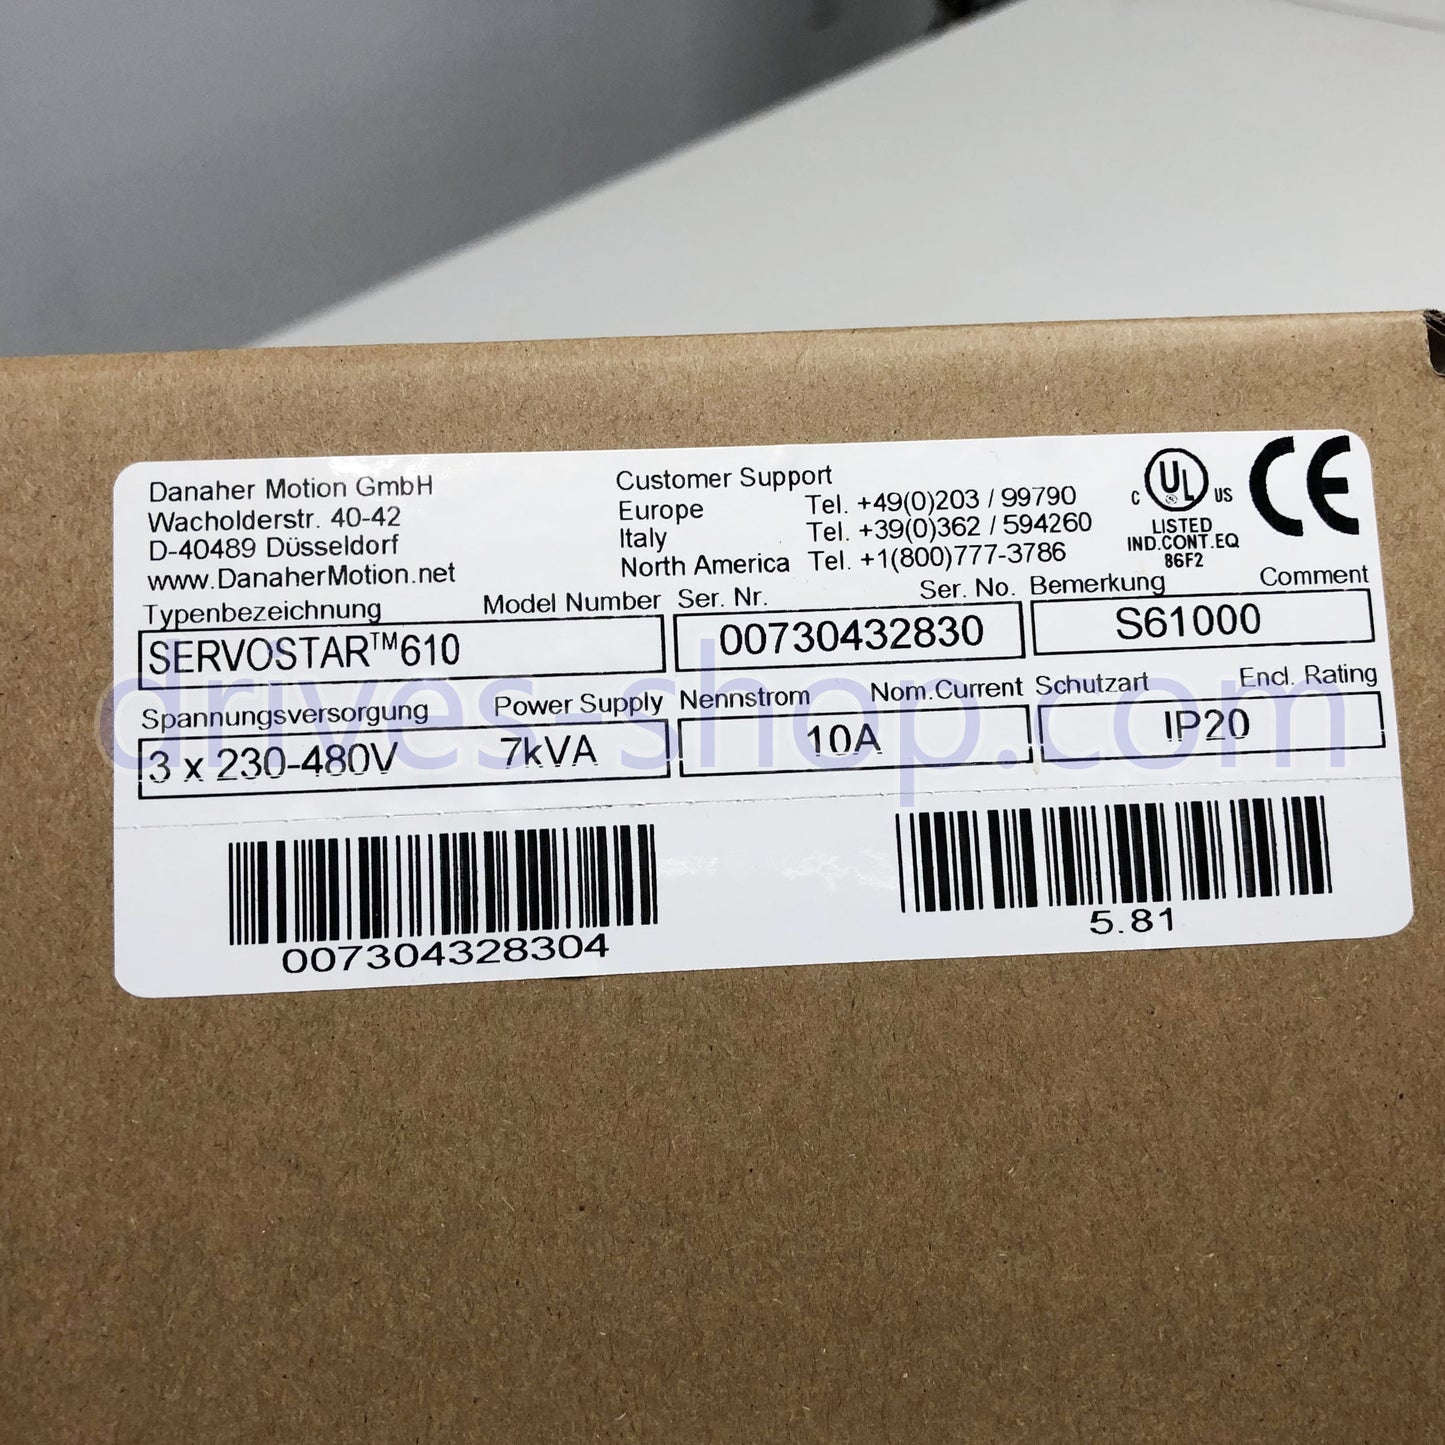 Danaher Motion GmbH
Wacholderstr. 40-42
D-40489 Düsseldorf
www.DanaherMotion.net
Customer Support
Europe Tel. +49(0)203 / 99790
Italy Tel. +39(0)362 / 594260
North America Tel. +1(800)777-3786
C UL US
LISTED
IND.CONT.EQ
86F2
CE
Typenbezeichnung Model Number Ser. Nr. Ser. No. Bemerkung Comment
SERVOSTAR™610 00730432830 S61000
Spannungsversorgung Power Supply Nennstrom Nom.Current Schutzart Encl. Rating
3 x 230-480V 7kVA 10A IP20
007304328304 5.81
drives-shop.com